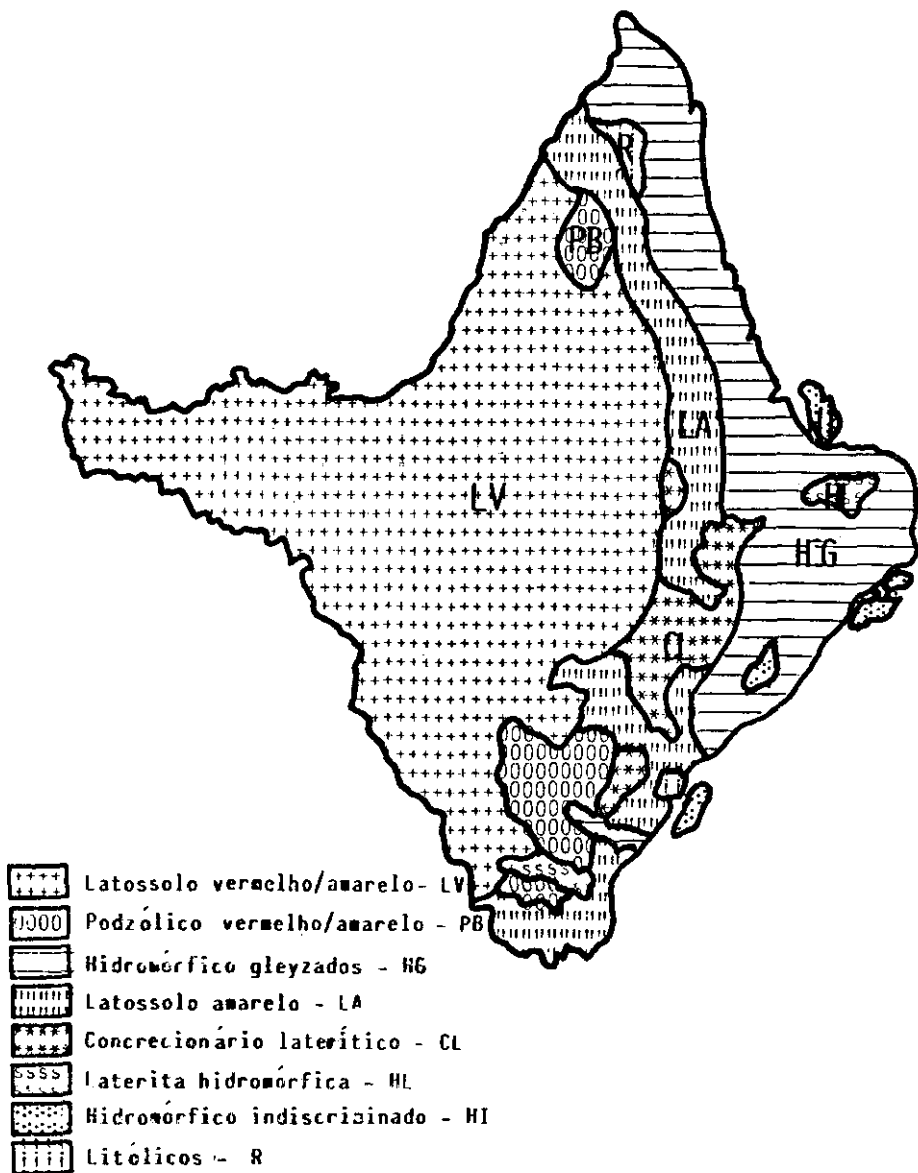 R
PB
LA
LV
HG
CL
Latossolo vermelho/amarelo - LV
Podzólico vermelho/amarelo - PB
Hidromórfico gleyzados - HG
Latossolo amarelo - LA
Concrecionário laterítico - CL
Laterita hidromórfica - HL
Hidromórfico indiscriminado - HI
Litólicos - R